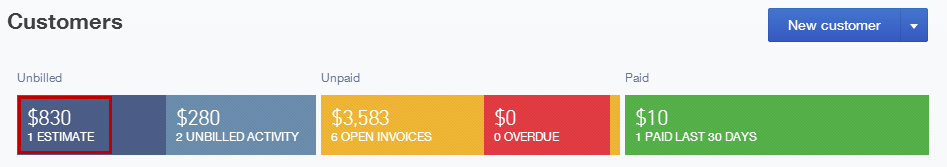 Customers
New customer
Unbilled
Unpaid
Paid
$830
1 ESTIMATE
$280
2 UNBILLED ACTIVITY
$3,583
6 OPEN INVOICES
$0
0 OVERDUE
$10
1 PAID LAST 30 DAYS